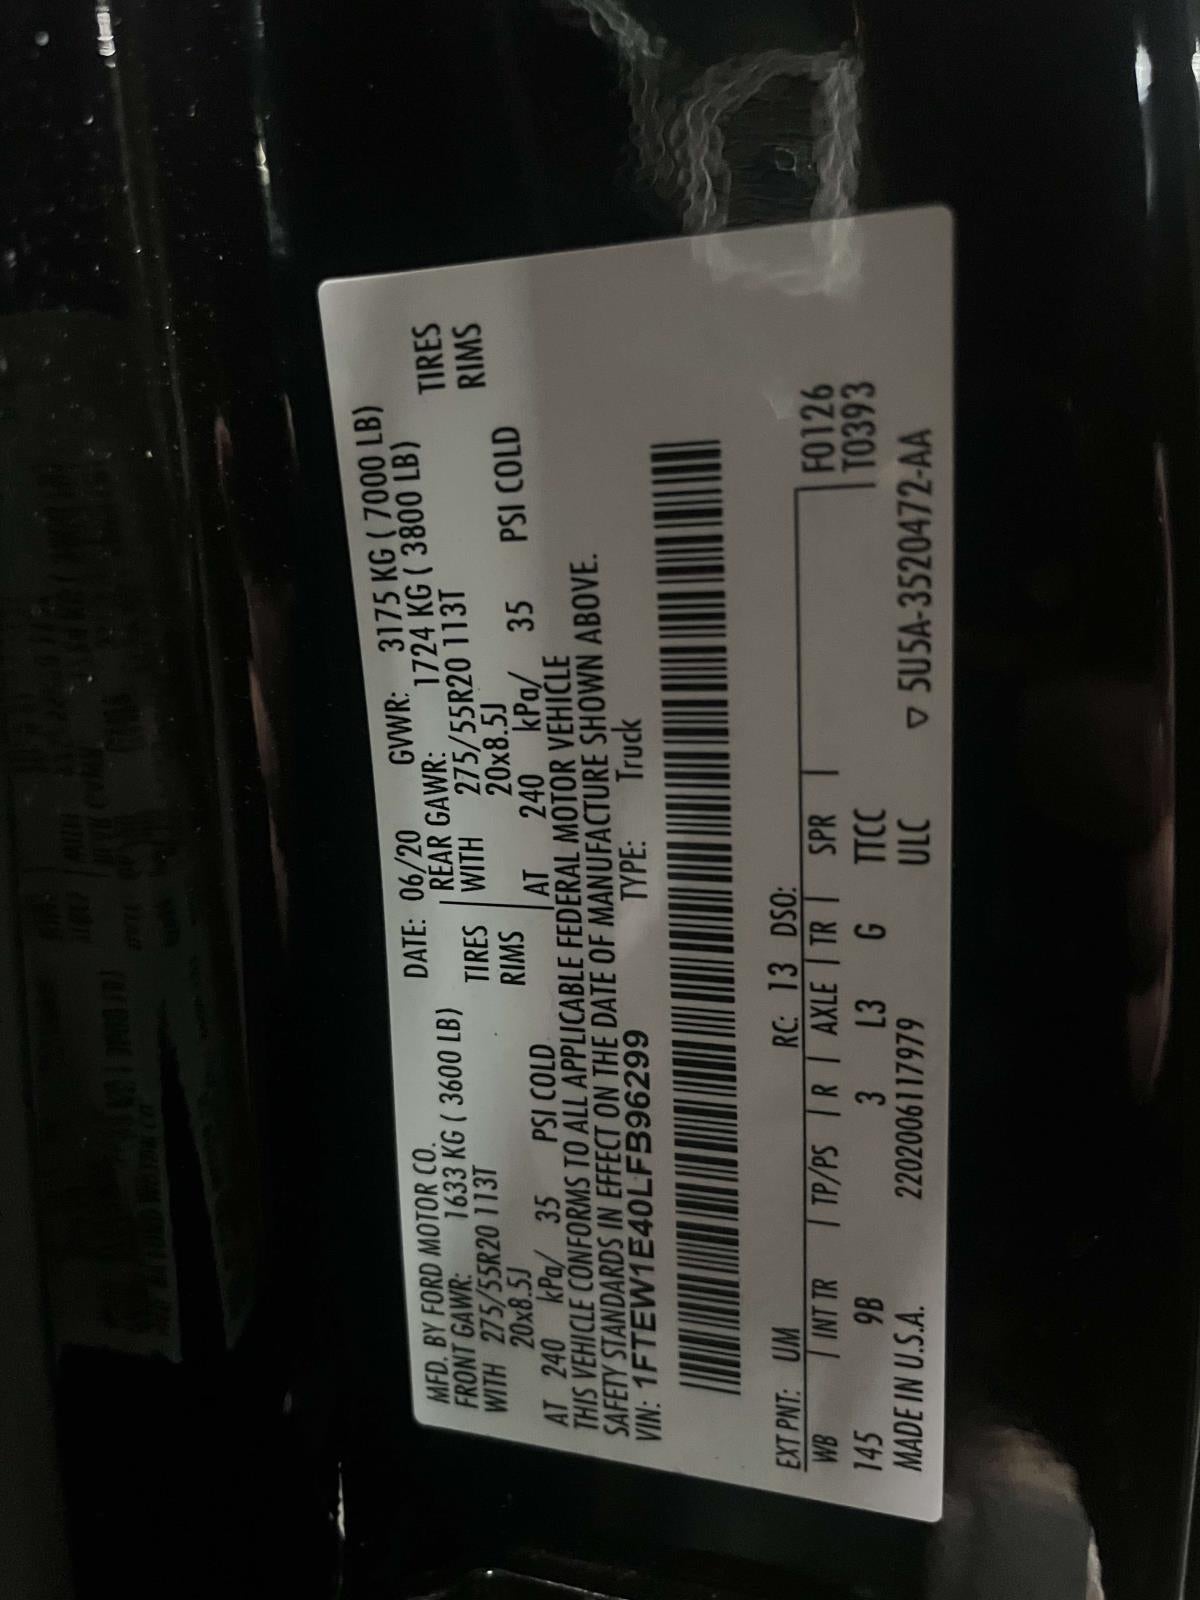 MFD. BY FORD MOTOR CO. DATE: 06/20 GVWR: 3175 KG ( 7000 LB)
FRONT GAWR: 1633 KG ( 3600 LB) REAR GAWR: 1724 KG ( 3800 LB)
WITH 275/55R20 113T TIRES WITH 275/55R20 113T TIRES
20x8.5J RIMS 20x8.5J RIMS
AT 240 kPa/ 35 PSI COLD AT 240 kPa/ 35 PSI COLD
THIS VEHICLE CONFORMS TO ALL APPLICABLE FEDERAL MOTOR VEHICLE
SAFETY STANDARDS IN EFFECT ON THE DATE OF MANUFACTURE SHOWN ABOVE.
VIN: 1FTEW1E40LFB96299 TYPE: Truck
EXT PNT: UM RC: 13 DSO:
WB | INT TR | TP/PS | R | AXLE | TR | SPR | F0126
145 9B 3 L3 G TTCC T0393
MADE IN U.S.A. 2202006117979 ULC ▽ 5U5A-3520472-AA